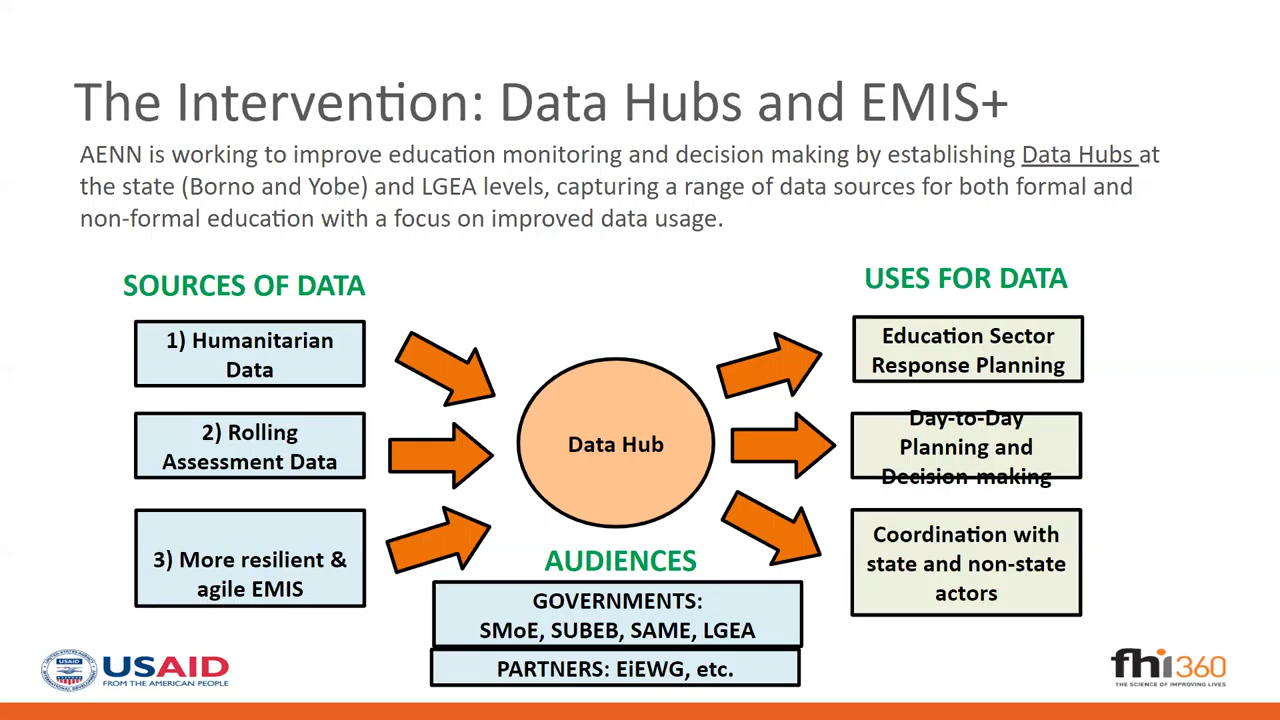 The Intervention: Data Hubs and EMIS+
AENN is working to improve education monitoring and decision making by establishing Data Hubs at
the state (Borno and Yobe) and LGEA levels, capturing a range of data sources for both formal and
non-formal education with a focus on improved data usage.
SOURCES OF DATA
1) Humanitarian
Data
2) Rolling
Assessment Data
3) More resilient &
agile EMIS
Data Hub
AUDIENCES
GOVERNMENTS:
SMoE, SUBEB, SAME, LGEA
PARTNERS: EiEWG, etc.
USES FOR DATA
Education Sector
Response Planning
Day-to-Day
Planning and
Decision-making
Coordination with
state and non-state
actors
USAID
USAID
FROM THE AMERICAN PEOPLE
fhi360
THE SCIENCE OF IMPROVING LIVES